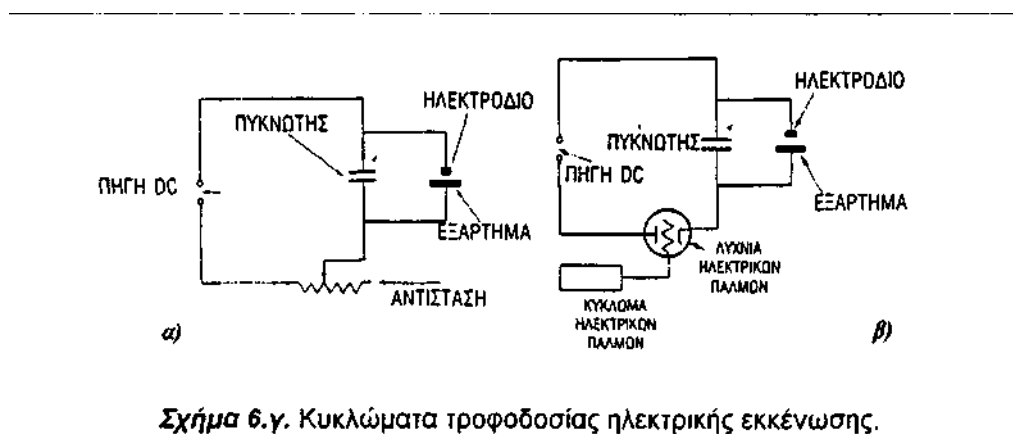 ΗΛΕΚΤΡΟΔΙΟ
ΠΥΚΝΩΤΗΣ
ΠΗΓΗ DC
ΕΞΑΡΤΗΜΑ
ΑΝΤΙΣΤΑΣΗ
α)
ΗΛΕΚΤΡΟΔΙΟ
ΠΥΚΝΩΤΗΣ
ΠΗΓΗ DC
ΕΞΑΡΤΗΜΑ
ΛΥΧΝΙΑ
ΗΛΕΚΤΡΙΚΩΝ
ΠΑΛΜΩΝ
ΚΥΚΛΩΜΑ
ΗΛΕΚΤΡΙΚΩΝ
ΠΑΛΜΩΝ
β)
Σχήμα 6.γ. Κυκλώματα τροφοδοσίας ηλεκτρικής εκκένωσης.